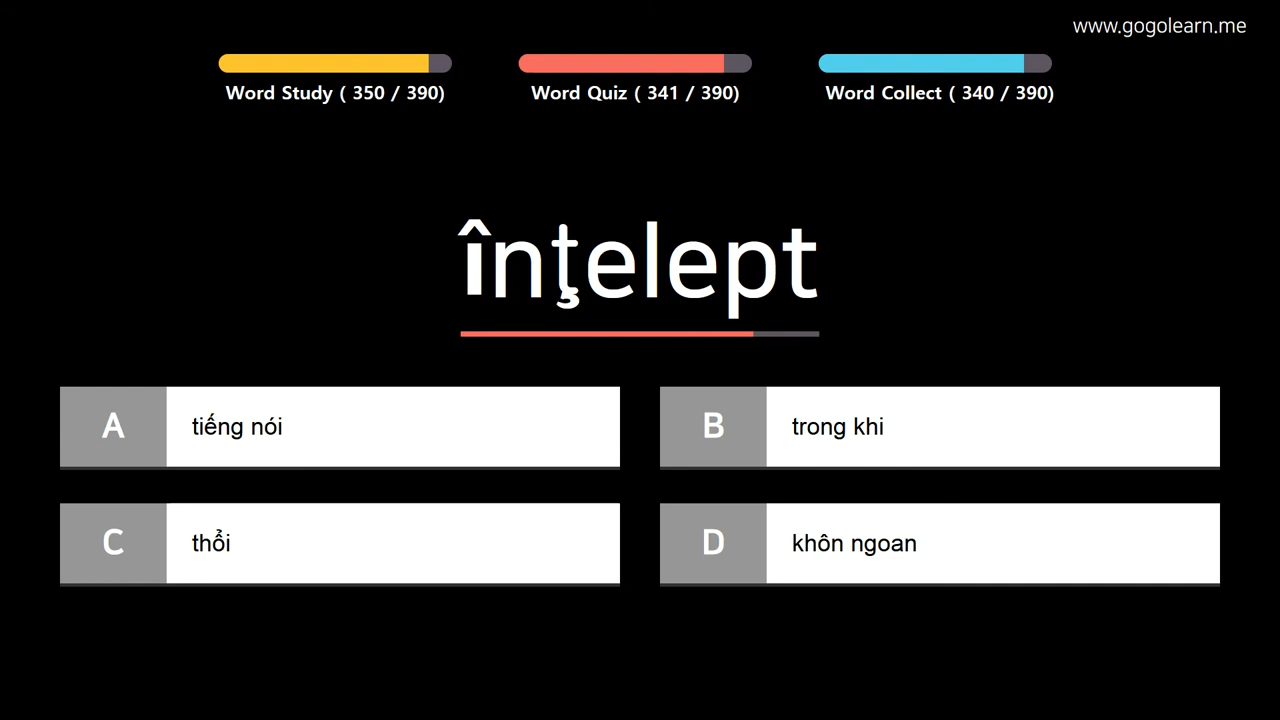 www.gogolearn.me
Word Study ( 350 / 390)
Word Quiz ( 341 / 390)
Word Collect ( 340 / 390)
înţelept
A
tiếng nói
B
trong khi
C
thổi
D
khôn ngoan